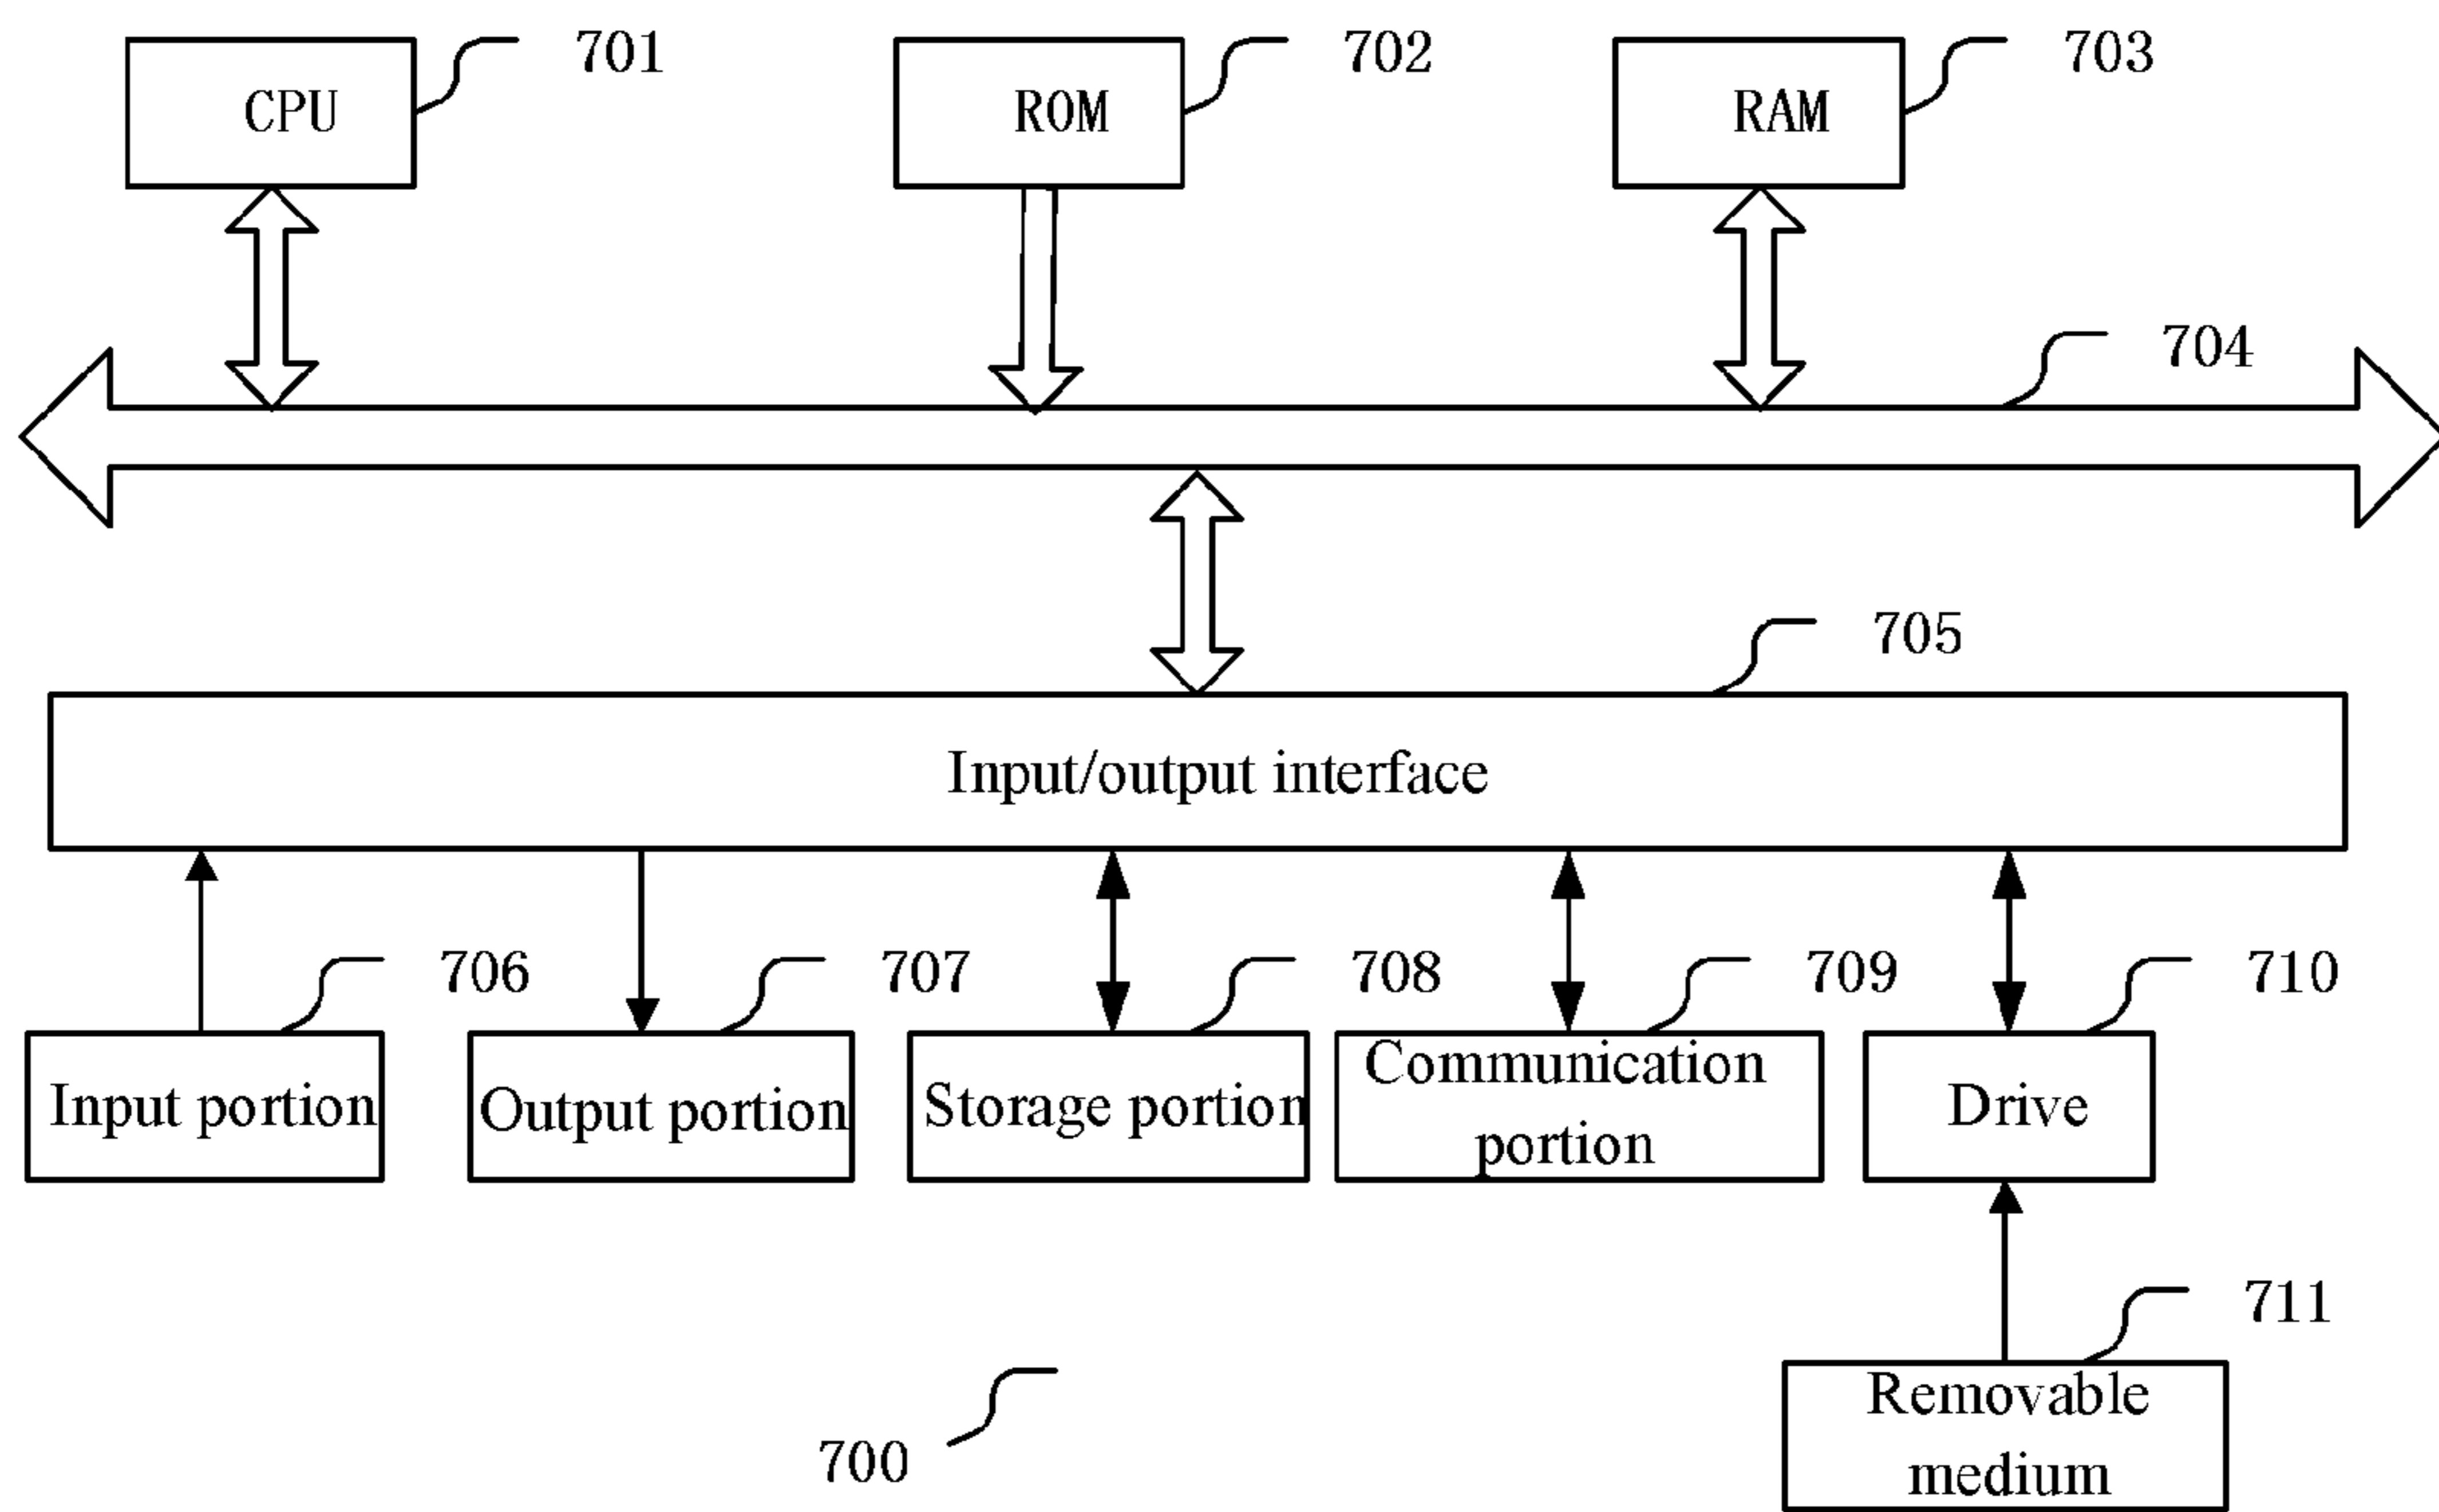 CPU
701
ROM
702
RAM
703
704
705
Input/output interface
706
707
708
709
710
Input portion
Output portion
Storage portion
Communication
portion
Drive
711
Removable
medium
700